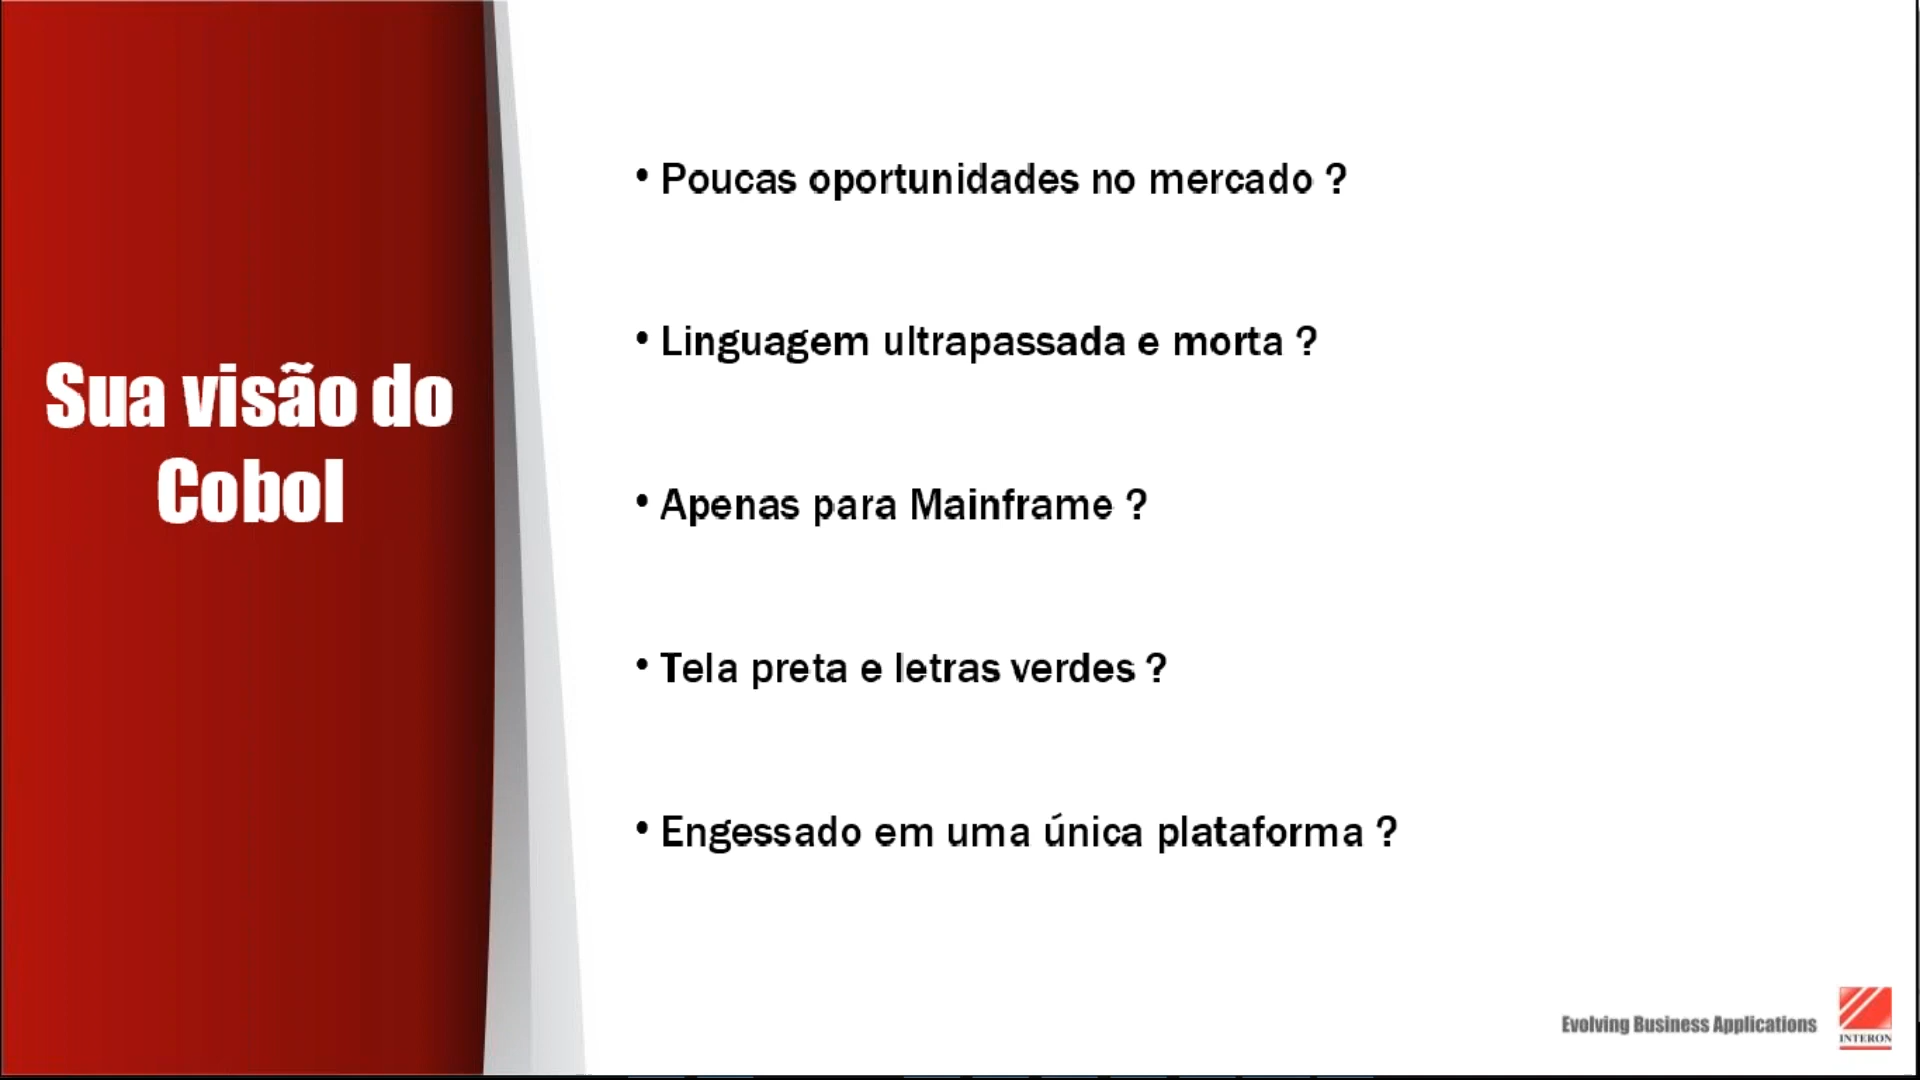 Sua visão do
Cobol
• Poucas oportunidades no mercado ?
• Linguagem ultrapassada e morta ?
• Apenas para Mainframe ?
• Tela preta e letras verdes ?
• Engessado em uma única plataforma ?
Evolving Business Applications
INTERON